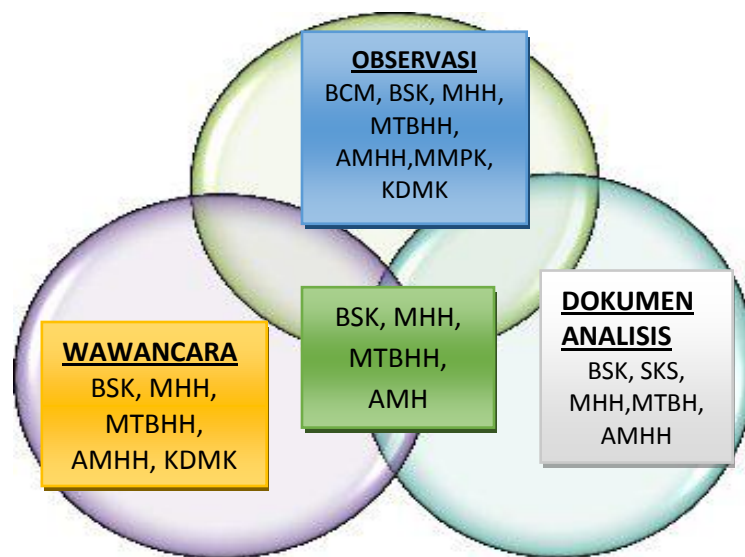 OBSERVASI
BCM, BSK, MHH,
MTBHH,
AMHH,MMPK,
KDMK
WAWANCARA
BSK, MHH,
MTBHH,
AMHH, KDMK
BSK, MHH,
MTBHH,
AMH
DOKUMEN
ANALISIS
BSK, SKS,
MHH,MTBH,
AMHH